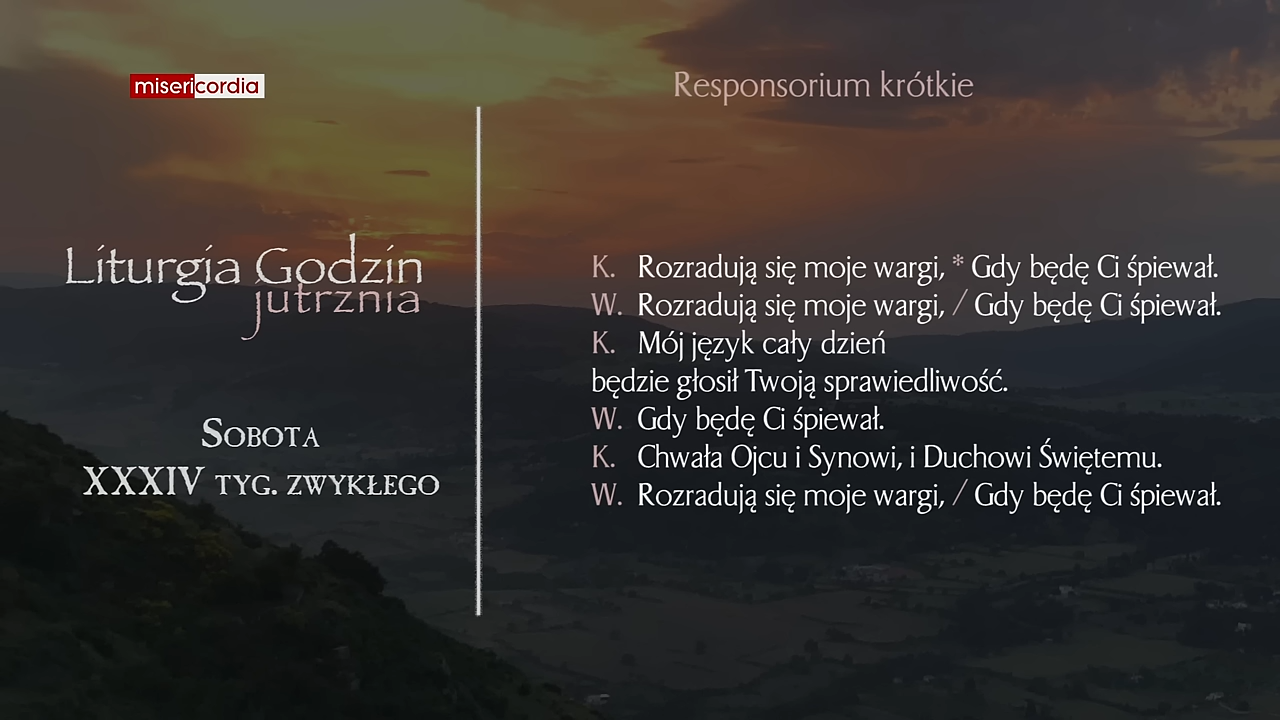 misericordia
Liturgia Godzin
jutrznia
Sobota
XXXIV tyg. zwykłego
Responsorium krótkie
K. Rozradują się moje wargi, * Gdy będę Ci śpiewał.
W. Rozradują się moje wargi, / Gdy będę Ci śpiewał.
K. Mój język cały dzień
będzie głosił Twoją sprawiedliwość.
W. Gdy będę Ci śpiewał.
K. Chwała Ojcu i Synowi, i Duchowi Świętemu.
W. Rozradują się moje wargi, / Gdy będę Ci śpiewał.